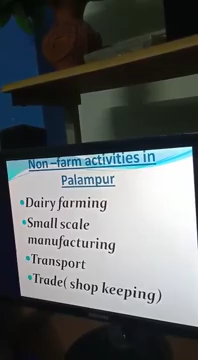 Non –farm activities in
Palampur
•Dairy farming
•Small scale
manufacturing
•Transport
•Trade( shop keeping)